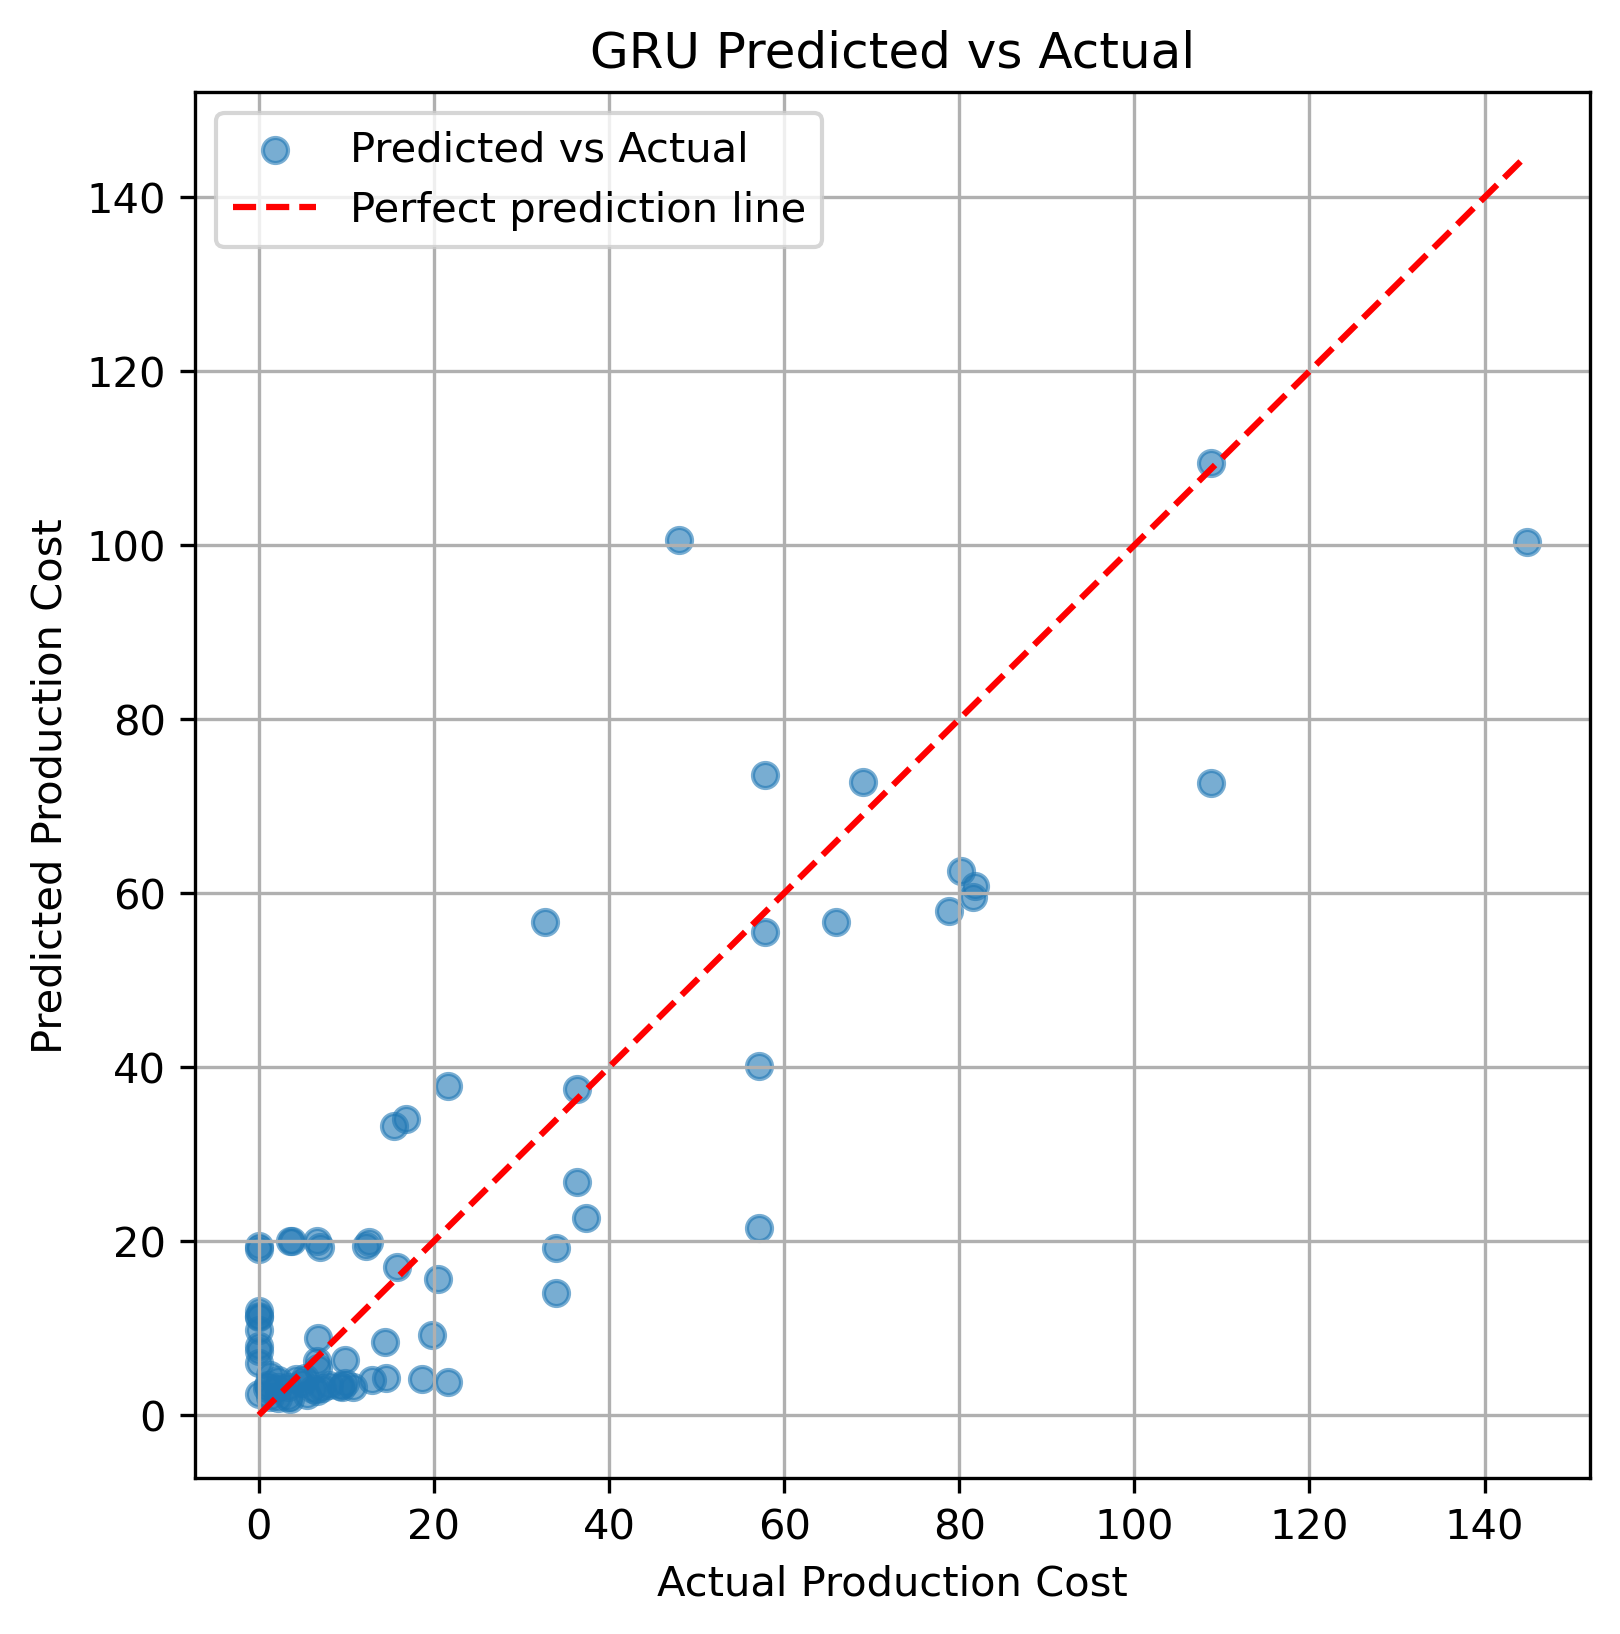 GRU Predicted vs Actual
Predicted vs Actual
Perfect prediction line
140
120
100
80
60
40
20
0
Predicted Production Cost
0 20 40 60 80 100 120 140
Actual Production Cost